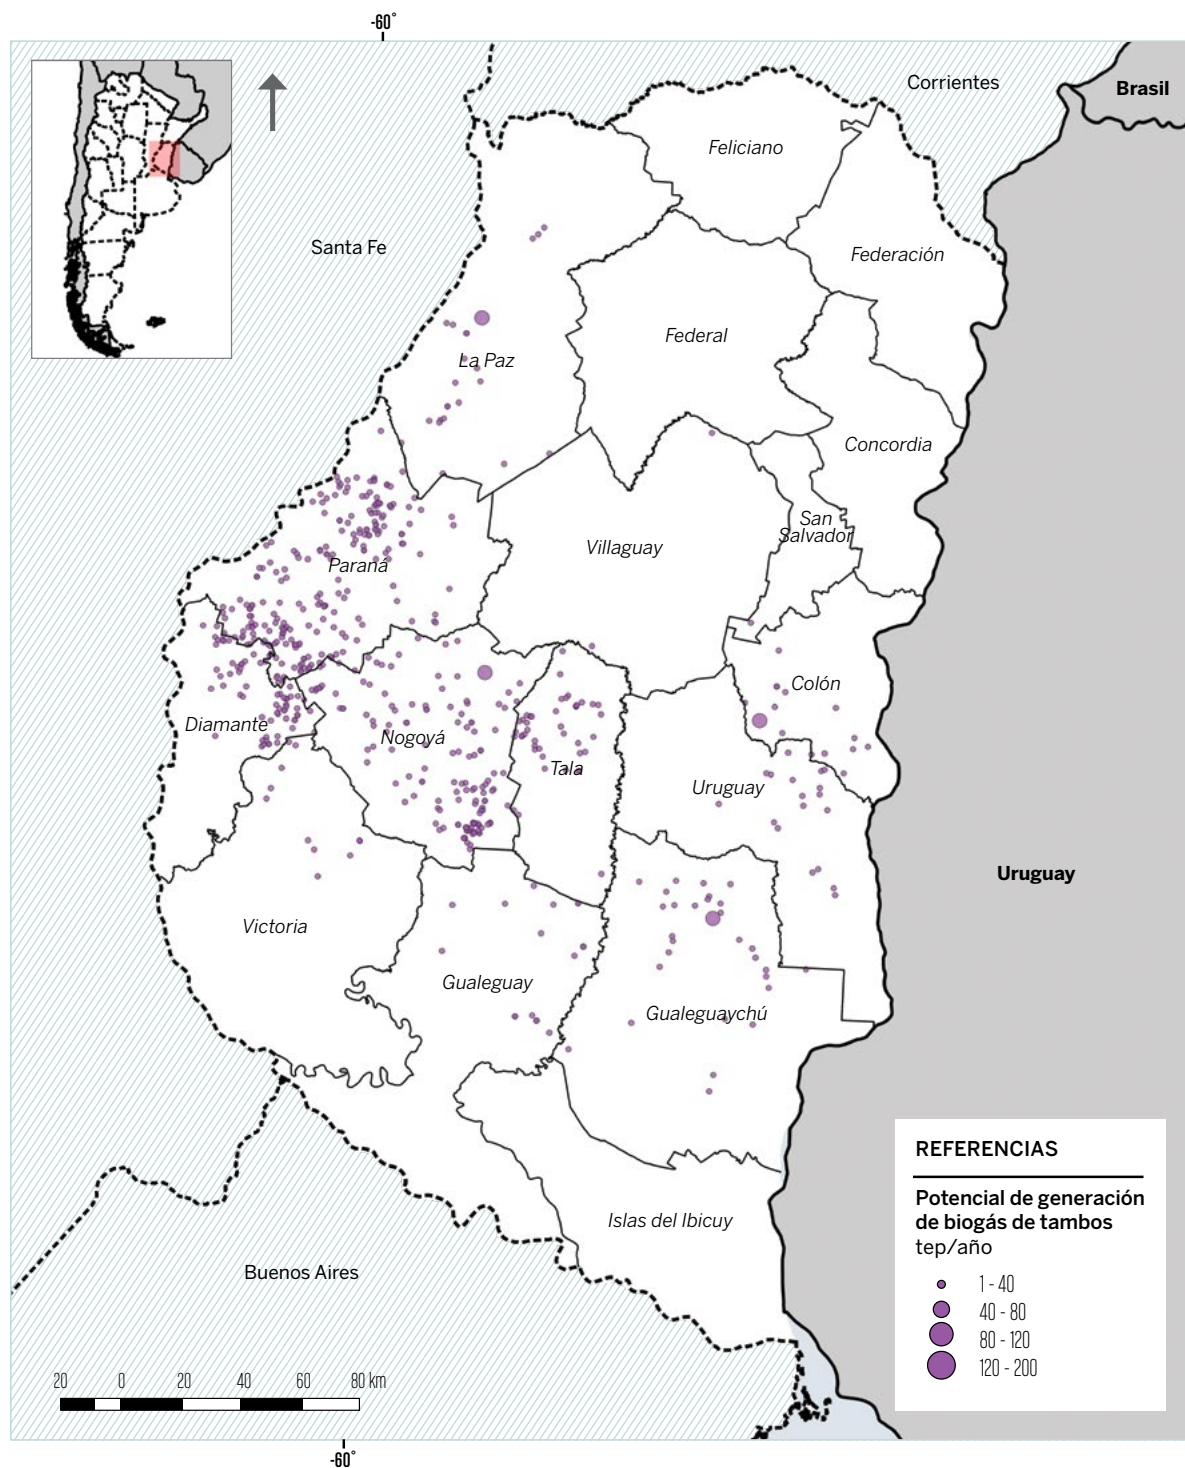 -60°
Corrientes
Brasil
Feliciano
Santa Fe
Federación
Federal
La Paz
Concordia
San
Salvador
Villaguay
Paraná
Colón
Diamante
Nogoyá
Tala
Uruguay
Uruguay
Victoria
Gualeguay
Gualeguaychú
Islas del Ibicuy
Buenos Aires
REFERENCIAS
Potencial de generación
de biogás de tambos
tep/año
1 - 40
40 - 80
80 - 120
120 - 200
20 0 20 40 60 80 km
-60°